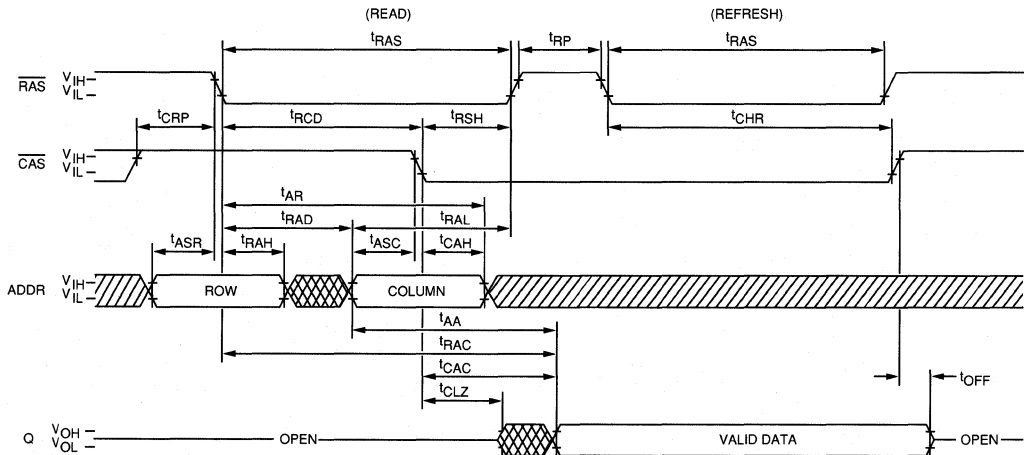 (READ) (REFRESH)
tRAS tRP tRAS
RAS VIH
VIL
tCRP tRCD tRSH tCHR
CAS VIH
VIL
tAR
tRAD tRAL
tASR tRAH tASC tCAH
ADDR VIH
VIL
ROW COLUMN
tAA
tRAC
tCAC
tCLZ tOFF
Q VOH
VOL
OPEN VALID DATA OPEN